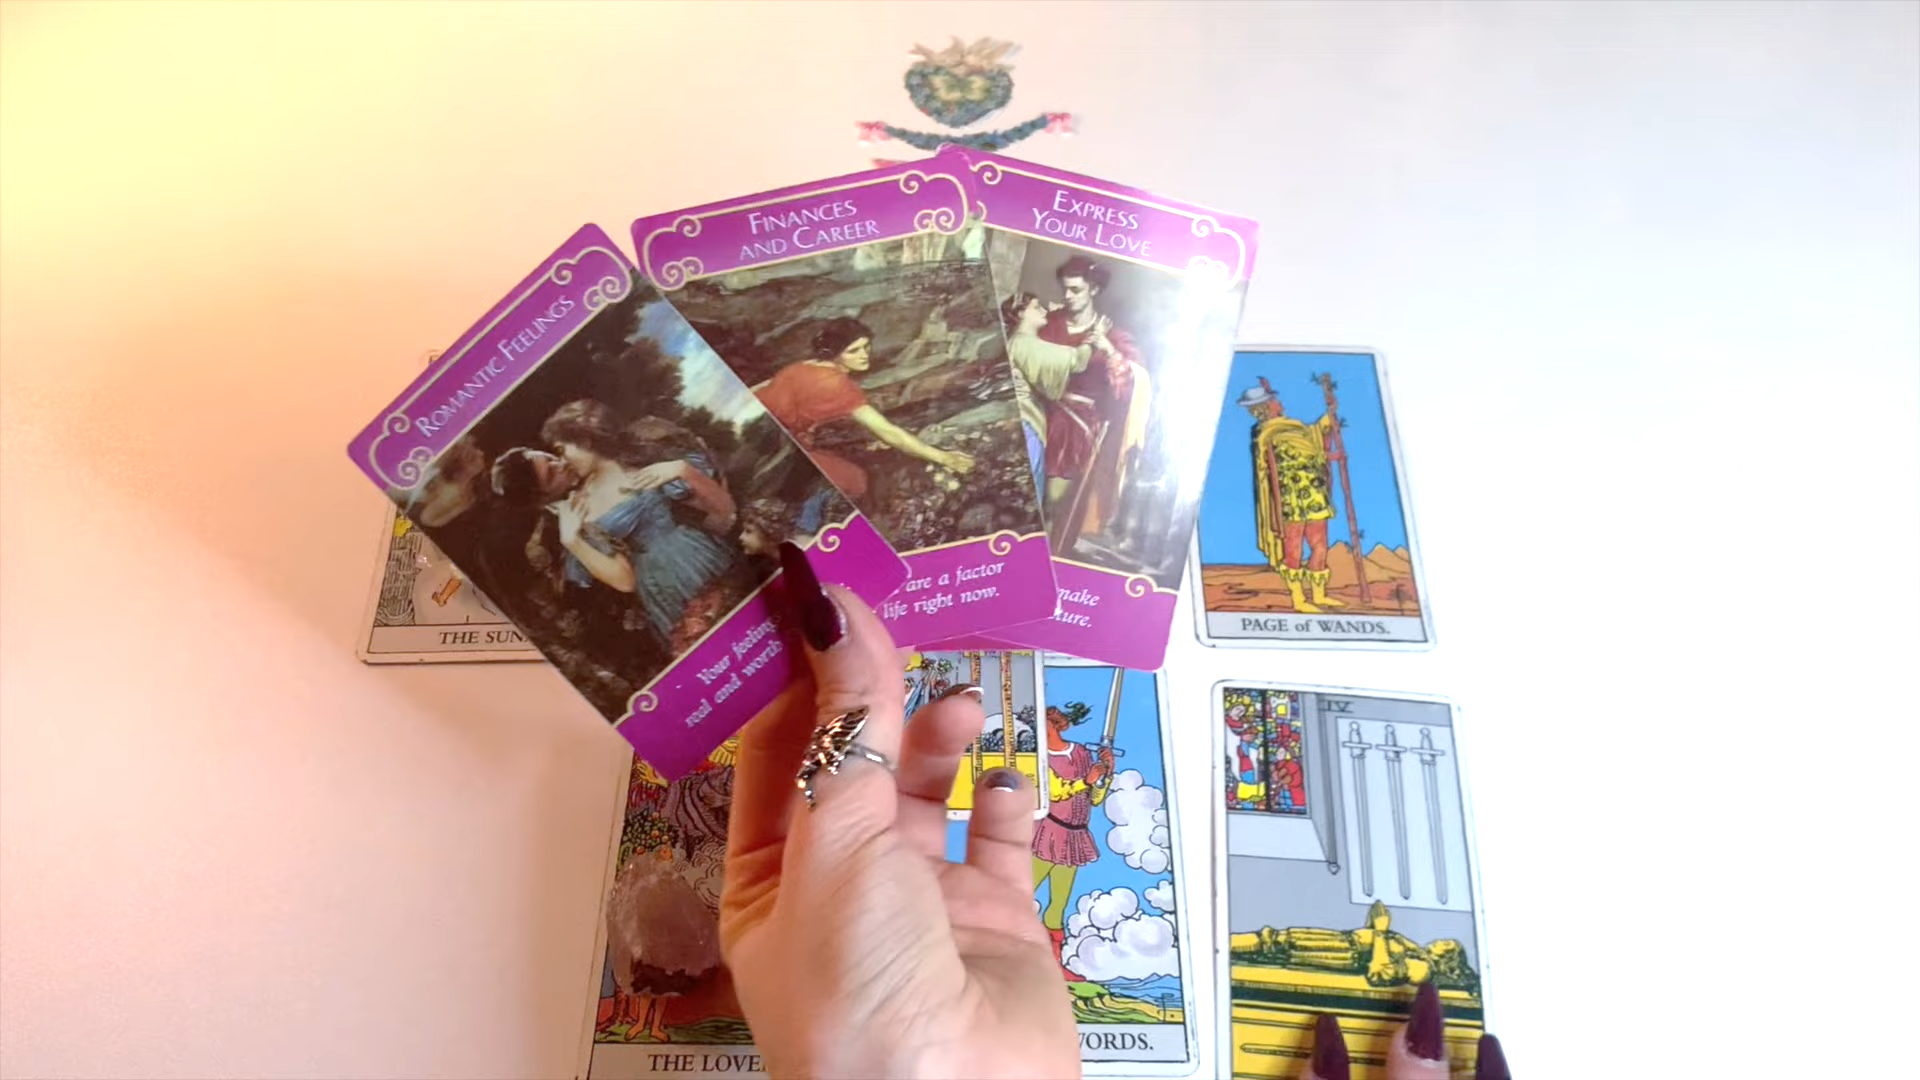 ROMANTIC FEELINGS
Your feelings
real and worth
FINANCES
AND CAREER
are a factor
life right now.
EXPRESS
YOUR LOVE
make
ture.
THE SUN.
PAGE of WANDS.
IV
THE LOVE
WORDS.